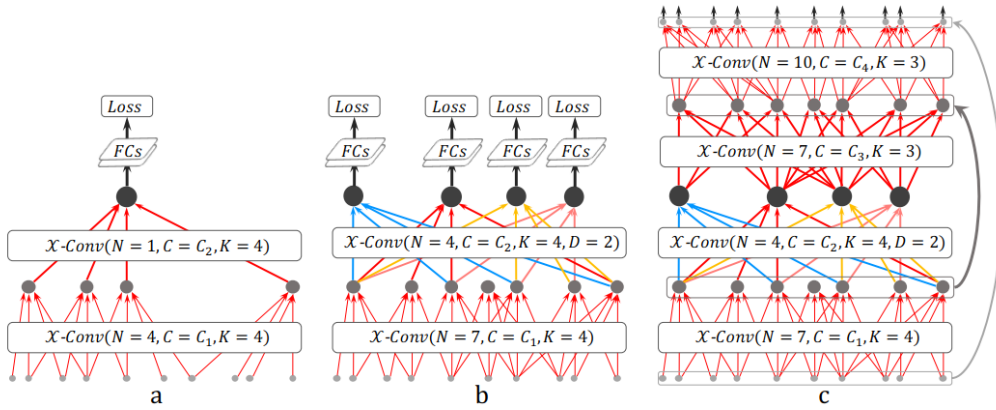 Loss
FCs
𝒳-Conv(N = 1, C = C₂, K = 4)
𝒳-Conv(N = 4, C = C₁, K = 4)
a
Loss Loss Loss Loss
FCs FCs FCs FCs
𝒳-Conv(N = 4, C = C₂, K = 4, D = 2)
𝒳-Conv(N = 7, C = C₁, K = 4)
b
𝒳-Conv(N = 10, C = C₄, K = 3)
𝒳-Conv(N = 7, C = C₃, K = 3)
𝒳-Conv(N = 4, C = C₂, K = 4, D = 2)
𝒳-Conv(N = 7, C = C₁, K = 4)
c